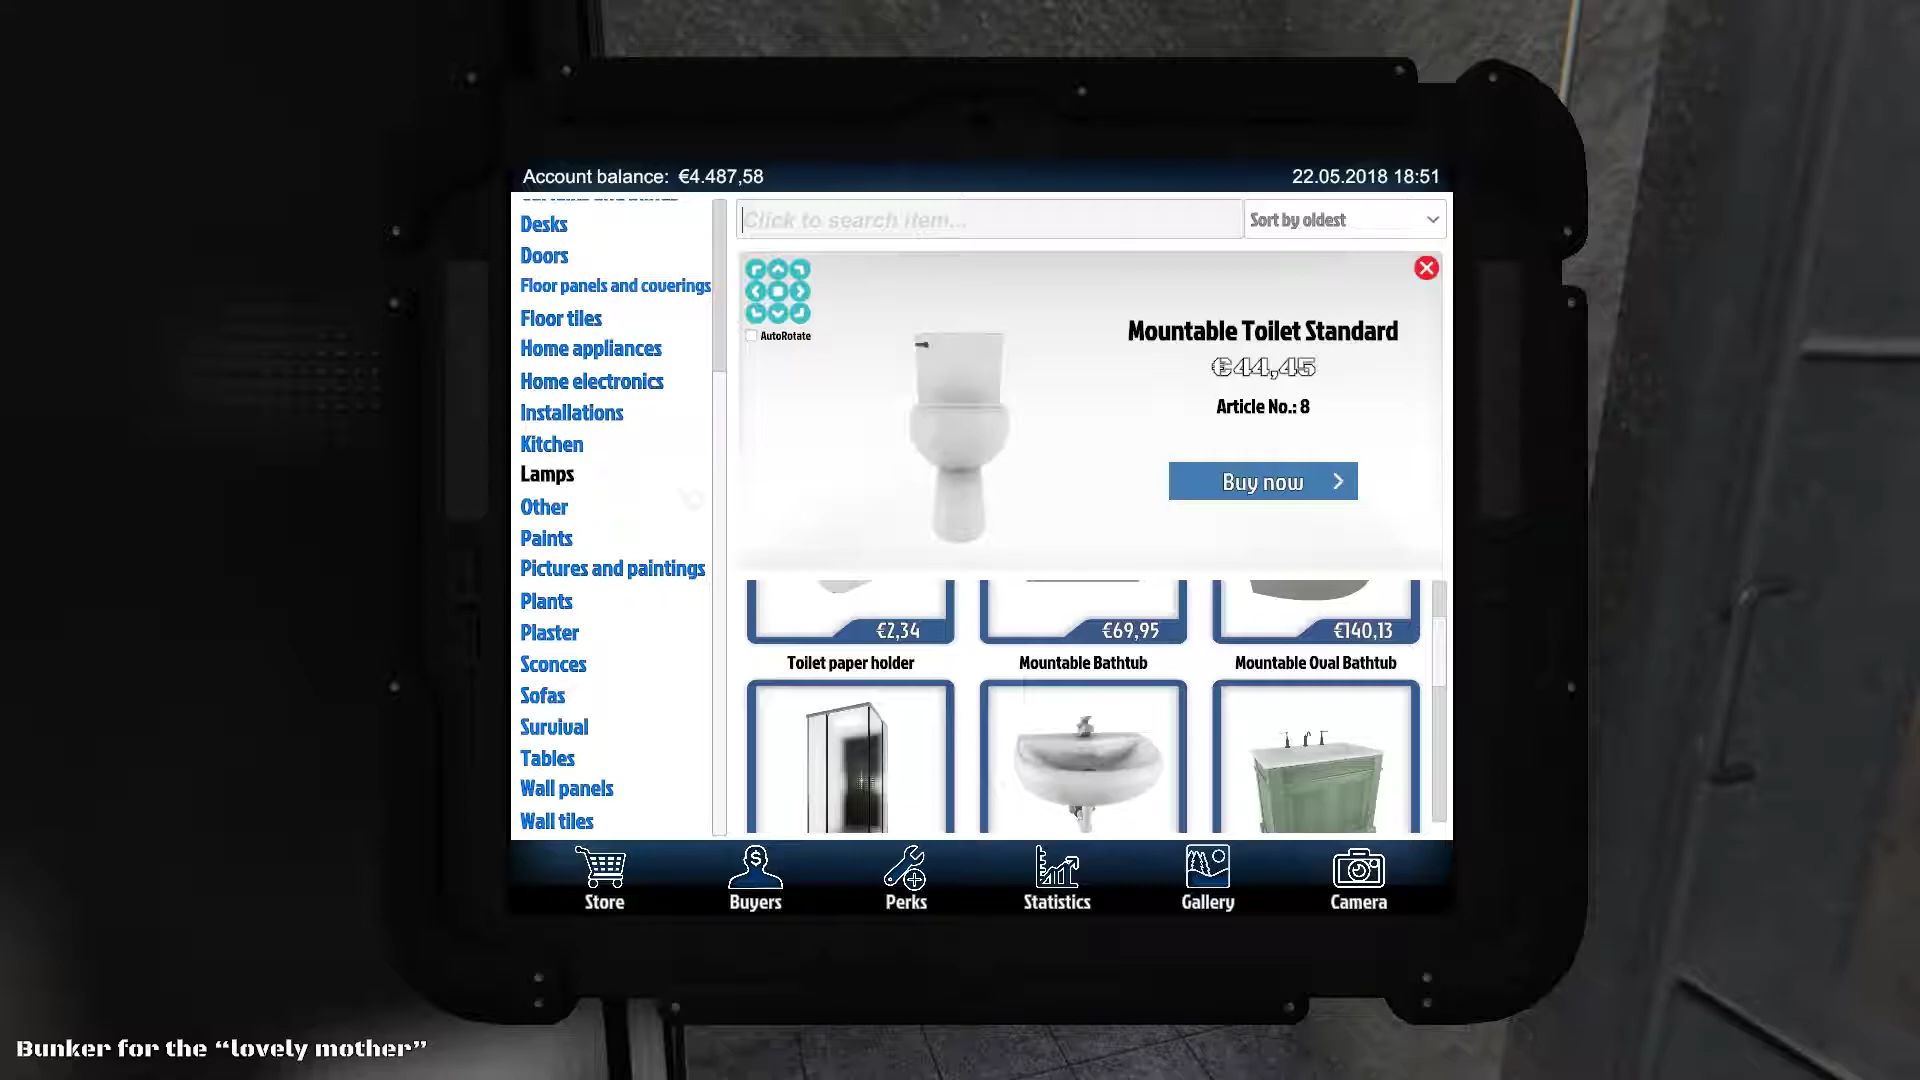 Account balance: €4.487,58
22.05.2018 18:51
Desks
Doors
Floor panels and coverings
Floor tiles
Home appliances
Home electronics
Installations
Kitchen
Lamps
Other
Paints
Pictures and paintings
Plants
Plaster
Sconces
Sofas
Survival
Tables
Wall panels
Wall tiles
Click to search item...
Sort by oldest
AutoRotate
Mountable Toilet Standard
€44,45
Article No.: 8
Buy now
€2,34
€69,95
€140,13
Toilet paper holder
Mountable Bathtub
Mountable Oval Bathtub
Store
Buyers
Perks
Statistics
Gallery
Camera
Bunker for the “lovely mother”